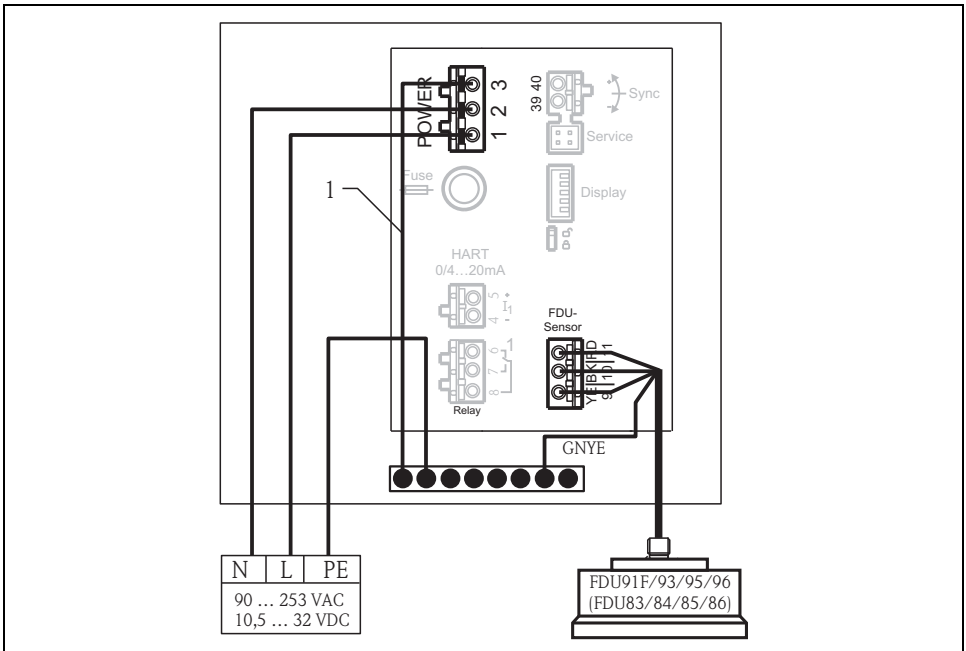 POWER
3
2
1
39 40
Sync
Service
Fuse
Display
1
HART
0/4...20mA
5 +
I1
4 -
FDU-
Sensor
6
7
8
1
Relay
YE|BK|RD
9 |10| 11
GNYE
N L PE
90 ... 253 VAC
10,5 ... 32 VDC
FDU91F/93/95/96
(FDU83/84/85/86)